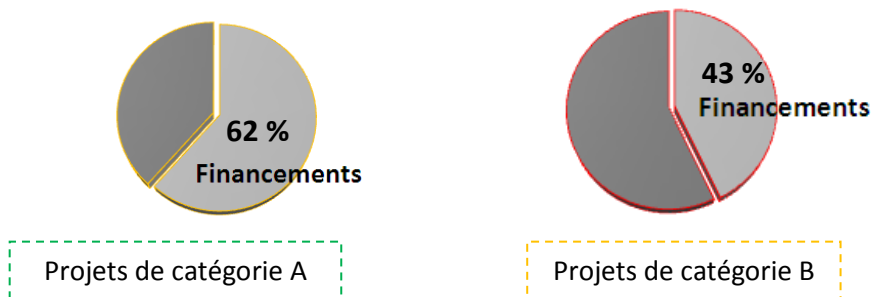 62 %
Financements
Projets de catégorie A
43 %
Financements
Projets de catégorie B